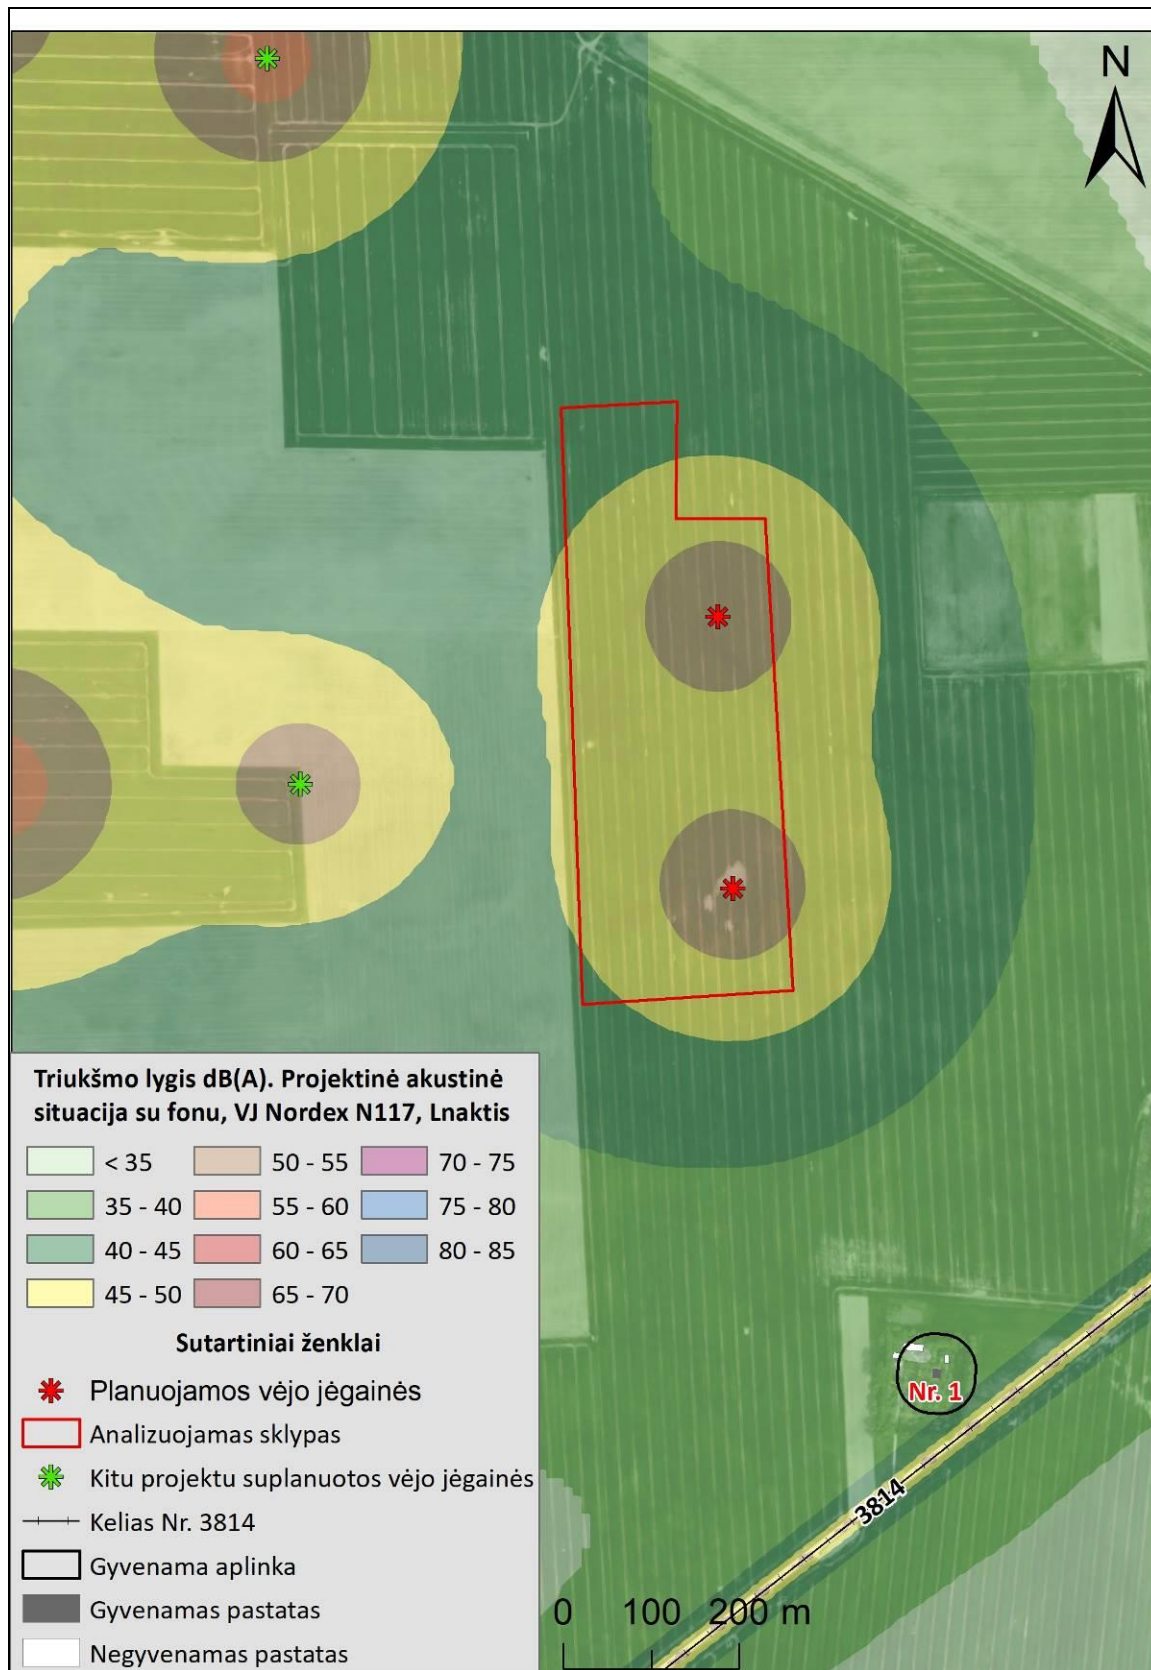 N
Triukšmo lygis dB(A). Projektinė akustinė
situacija su fonu, VJ Nordex N117, Lnaktis
< 35
50 - 55
70 - 75
35 - 40
55 - 60
75 - 80
40 - 45
60 - 65
80 - 85
45 - 50
65 - 70
Sutartiniai ženklai
Planuojamos vėjo jėgainės
Analizuojamas sklypas
Kitu projektu suplanuotos vėjo jėgainės
Kelias Nr. 3814
Gyvenama aplinka
Gyvenamas pastatas
Negyvenamas pastatas
Nr. 1
3814
0 100 200 m